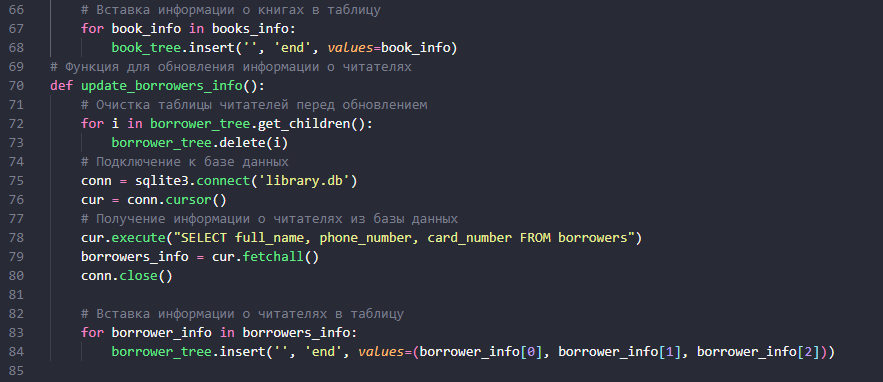 66 # Вставка информации о книгах в таблицу
67 for book_info in books_info:
68 book_tree.insert('', 'end', values=book_info)
69 # Функция для обновления информации о читателях
70 def update_borrowers_info():
71 # Очистка таблицы читателей перед обновлением
72 for i in borrower_tree.get_children():
73 borrower_tree.delete(i)
74 # Подключение к базе данных
75 conn = sqlite3.connect('library.db')
76 cur = conn.cursor()
77 # Получение информации о читателях из базы данных
78 cur.execute("SELECT full_name, phone_number, card_number FROM borrowers")
79 borrowers_info = cur.fetchall()
80 conn.close()
81
82 # Вставка информации о читателях в таблицу
83 for borrower_info in borrowers_info:
84 borrower_tree.insert('', 'end', values=(borrower_info[0], borrower_info[1], borrower_info[2]))
85